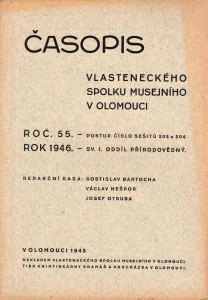 ČASOPIS
VLASTENECKÉHO
SPOLKU MUSEJNÍHO
V OLOMOUCI
ROČ. 55. – POSTUP. ČÍSLO SEŠITŮ 203 a 204
ROK 1946. – SV. I. ODDÍL PŘÍRODOVĚDNÝ.
REDAKČNÍ RADA: ROSTISLAV BARTOCHA
VÁCLAV NEŠPOR
JOSEF OTRUBA
V OLOMOUCI 1946
NÁKLADEM VLASTENECKÉHO SPOLKU MUSEJNÍHO V OLOMOUCI
TISK KNIHTISKÁRNY KRAMÁŘ A PROCHÁZKA V OLOMOUCI